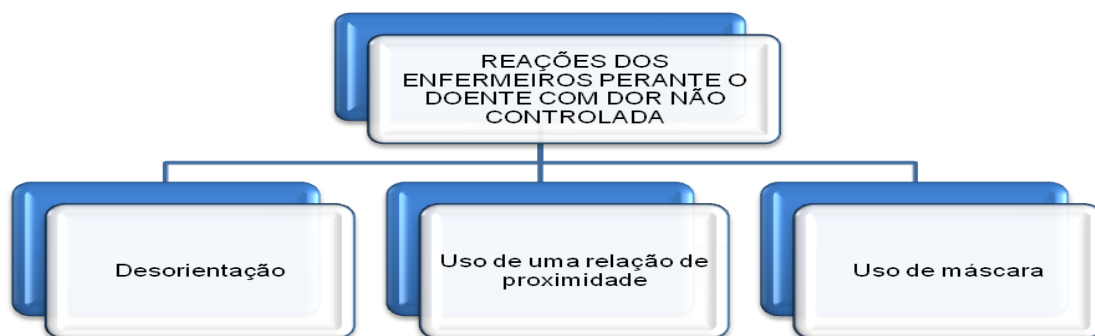 REAÇÕES DOS
ENFERMEIROS PERANTE O
DOENTE COM DOR NÃO
CONTROLADA
Desorientação
Uso de uma relação de
proximidade
Uso de máscara